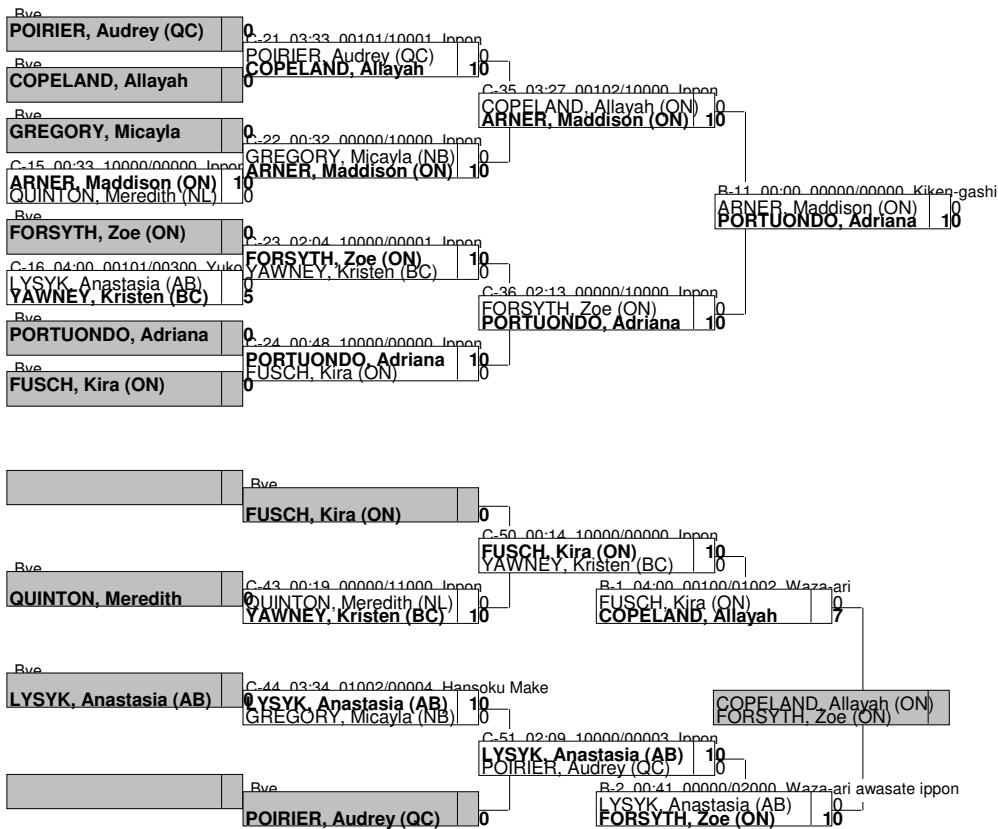 Bye
POIRIER, Audrey (QC) 0
Bye
COPELAND, Allayah 0
Bye
GREGORY, Micayla 0
C-15 00:33 10000/00000 Ippon
ARNER, Maddison (ON) 10
QUINTON, Meredith (NL) 0
Bye
FORSYTH, Zoe (ON) 0
C-16 04:00 00101/00300 Yuko
LYSYK, Anastasia (AB) 0
YAWNEY, Kristen (BC) 5
Bye
PORTUONDO, Adriana 0
Bye
FUSCH, Kira (ON) 0
C-21 03:33 00101/10001 Ippon
POIRIER, Audrey (QC) 0
COPELAND, Allayah 10
C-22 00:32 00000/10000 Ippon
GREGORY, Micayla (NB) 0
ARNER, Maddison (ON) 10
C-23 02:04 10000/00001 Ippon
FORSYTH, Zoe (ON) 10
YAWNEY, Kristen (BC) 0
C-24 00:48 10000/00000 Ippon
PORTUONDO, Adriana 10
FUSCH, Kira (ON) 0
C-35 03:27 00102/10000 Ippon
COPELAND, Allayah (ON) 0
ARNER, Maddison (ON) 10
C-36 02:13 00000/10000 Ippon
FORSYTH, Zoe (ON) 0
PORTUONDO, Adriana 10
B-11 00:00 00000/00000 Kiken-gashi
ARNER, Maddison (ON) 0
PORTUONDO, Adriana 10
Bye
QUINTON, Meredith 0
Bye
LYSYK, Anastasia (AB) 0
Bye
FUSCH, Kira (ON) 0
C-43 00:19 00000/11000 Ippon
QUINTON, Meredith (NL) 0
YAWNEY, Kristen (BC) 10
C-44 03:34 01002/00004 Hansoku Make
LYSYK, Anastasia (AB) 10
GREGORY, Micayla (NB) 0
Bye
POIRIER, Audrey (QC) 0
C-50 00:14 10000/00000 Ippon
FUSCH, Kira (ON) 10
YAWNEY, Kristen (BC) 0
C-51 02:09 10000/00003 Ippon
LYSYK, Anastasia (AB) 10
POIRIER, Audrey (QC) 0
B-1 04:00 00100/01002 Waza-ari
FUSCH, Kira (ON) 0
COPELAND, Allayah 7
B-2 00:41 00000/02000 Waza-ari awasate ippon
LYSYK, Anastasia (AB) 0
FORSYTH, Zoe (ON) 10
COPELAND, Allayah (ON)
FORSYTH, Zoe (ON)